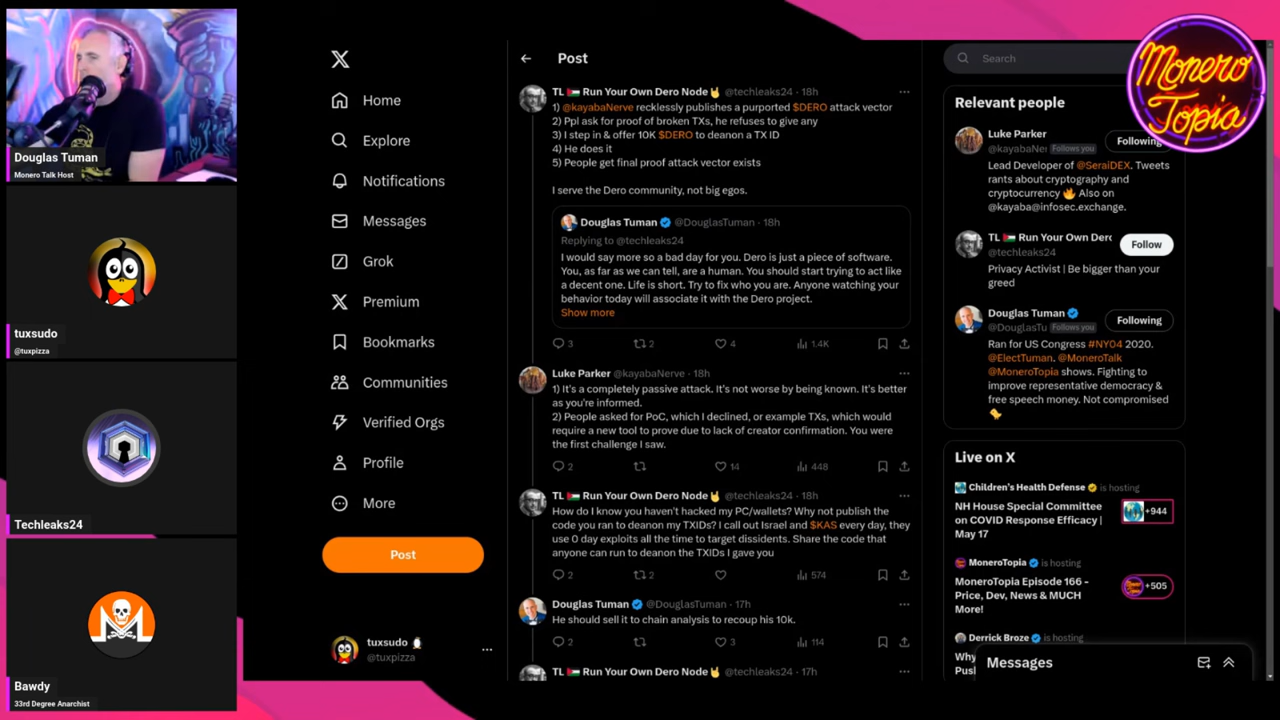 Douglas Tuman
Monero Talk Host
tuxsudo
@tuxpizza
Techleaks24
Bawdy
33rd Degree Anarchist
Home
Explore
Notifications
Messages
Grok
Premium
Bookmarks
Communities
Verified Orgs
Profile
More
Post
tuxsudo
@tuxpizza
Post
TL Run Your Own Dero Node @techleaks24 · 18h
1) @kayabaNerve recklessly publishes a purported $DERO attack vector
2) Ppl ask for proof of broken TXs, he refuses to give any
3) I step in & offer 10K $DERO to deanon a TX ID
4) He does it
5) People get final proof attack vector exists
I serve the Dero community, not big egos.
Douglas Tuman @DouglasTuman · 18h
Replying to @techleaks24
I would say more so a bad day for you. Dero is just a piece of software.
You, as far as we can tell, are a human. You should start trying to act like
a decent one. Life is short. Try to fix who you are. Anyone watching your
behavior today will associate it with the Dero project.
Show more
3 2 4 1.4K
Luke Parker @kayabaNerve · 18h
1) It's a completely passive attack. It's not worse by being known. It's better
as you're informed.
2) People asked for PoC, which I declined, or example TXs, which would
require a new tool to prove due to lack of creator confirmation. You were
the first challenge I saw.
2 14 448
TL Run Your Own Dero Node @techleaks24 · 18h
How do I know you haven't hacked my PC/wallets? Why not publish the
code you ran to deanon my TXIDs? I call out Israel and $KAS every day, they
use 0 day exploits all the time to target dissidents. Share the code that
anyone can run to deanon the TXIDs I gave you
2 2 574
Douglas Tuman @DouglasTuman · 17h
He should sell it to chain analysis to recoup his 10k.
2 3 114
TL Run Your Own Dero Node @techleaks24 · 17h
Search
Monero
Topia
Relevant people
Luke Parker
@kayabaNe Follows you
Following
Lead Developer of @SeraiDEX. Tweets
rants about cryptography and
cryptocurrency Also on
@kayaba@infosec.exchange.
TL Run Your Own Dero
@techleaks24
Follow
Privacy Activist | Be bigger than your
greed
Douglas Tuman
@DouglasTu Follows you
Following
Ran for US Congress #NY04 2020.
@ElectTuman. @MoneroTalk
@MoneroTopia shows. Fighting to
improve representative democracy &
free speech money. Not compromised
Live on X
Children's Health Defense is hosting
NH House Special Committee
on COVID Response Efficacy |
May 17
+944
MoneroTopia is hosting
MoneroTopia Episode 166 -
Price, Dev, News & MUCH
More!
+505
Derrick Broze is hosting
Why
Pus
Messages